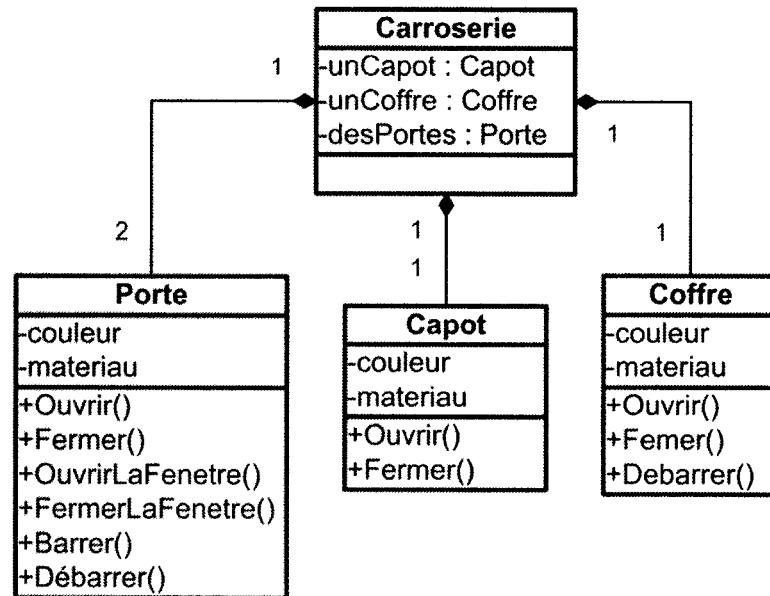 Carroserie
-unCapot : Capot
-unCoffre : Coffre
-desPortes : Porte
1
1
1
2
1
1
Porte
-couleur
-materiau
+Ouvrir()
+Fermer()
+OuvrirLaFenetre()
+FermerLaFenetre()
+Barrer()
+Débarrer()
Capot
-couleur
-materiau
+Ouvrir()
+Fermer()
Coffre
-couleur
-materiau
+Ouvrir()
+Femer()
+Debarrer()